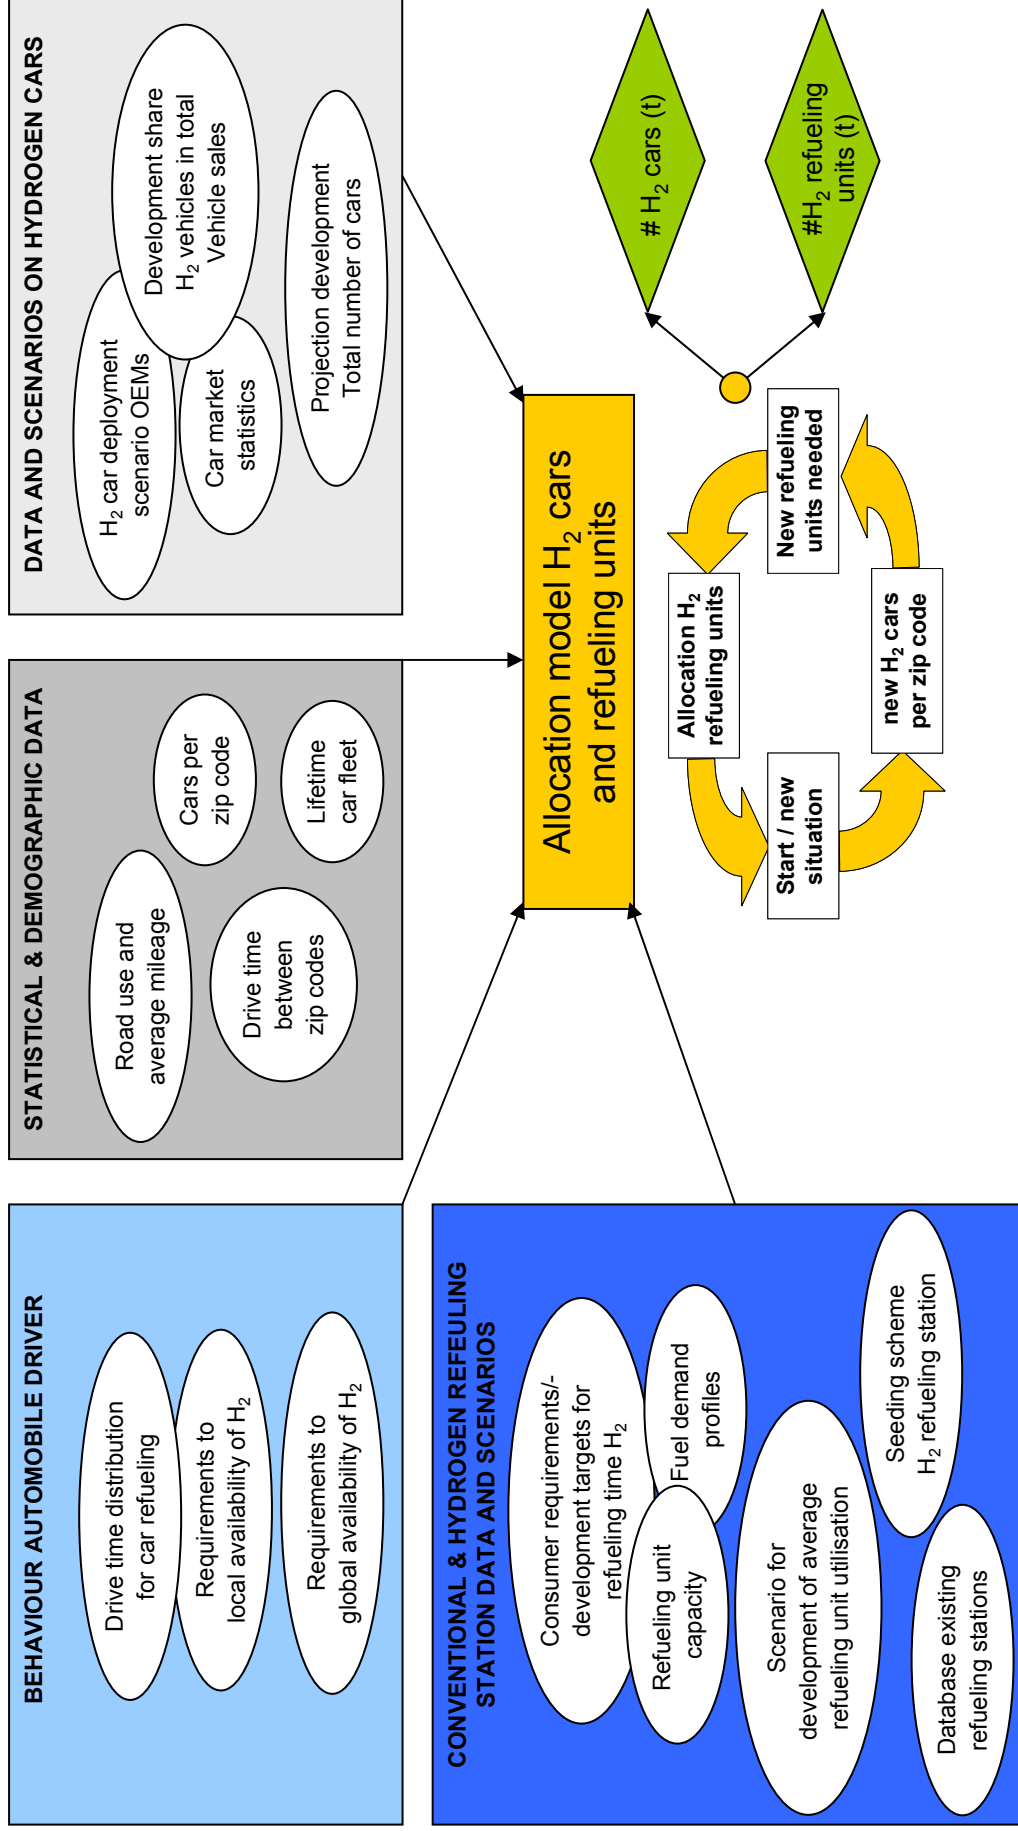 BEHAVIOUR AUTOMOBILE DRIVER
Drive time distribution
for car refueling
Requirements to
local availability of H₂
Requirements to
global availability of H₂
STATISTICAL & DEMOGRAPHIC DATA
Road use and
average mileage
Cars per
zip code
Drive time
between
zip codes
Lifetime
car fleet
DATA AND SCENARIOS ON HYDROGEN CARS
H₂ car deployment
scenario OEMs
Development share
H₂ vehicles in total
Vehicle sales
Car market
statistics
Projection development
Total number of cars
CONVENTIONAL & HYDROGEN REFEULING
STATION DATA AND SCENARIOS
Consumer requirements/-
development targets for
refueling time H₂
Refueling unit
capacity
Fuel demand
profiles
Scenario for
development of average
refueling unit utilisation
Seeding scheme
H₂ refueling station
Database existing
refueling stations
Allocation model H₂ cars
and refueling units
Allocation H₂
refueling units
Start / new
situation
New refueling
units needed
new H₂ cars
per zip code
# H₂ cars (t)
#H₂ refueling
units (t)